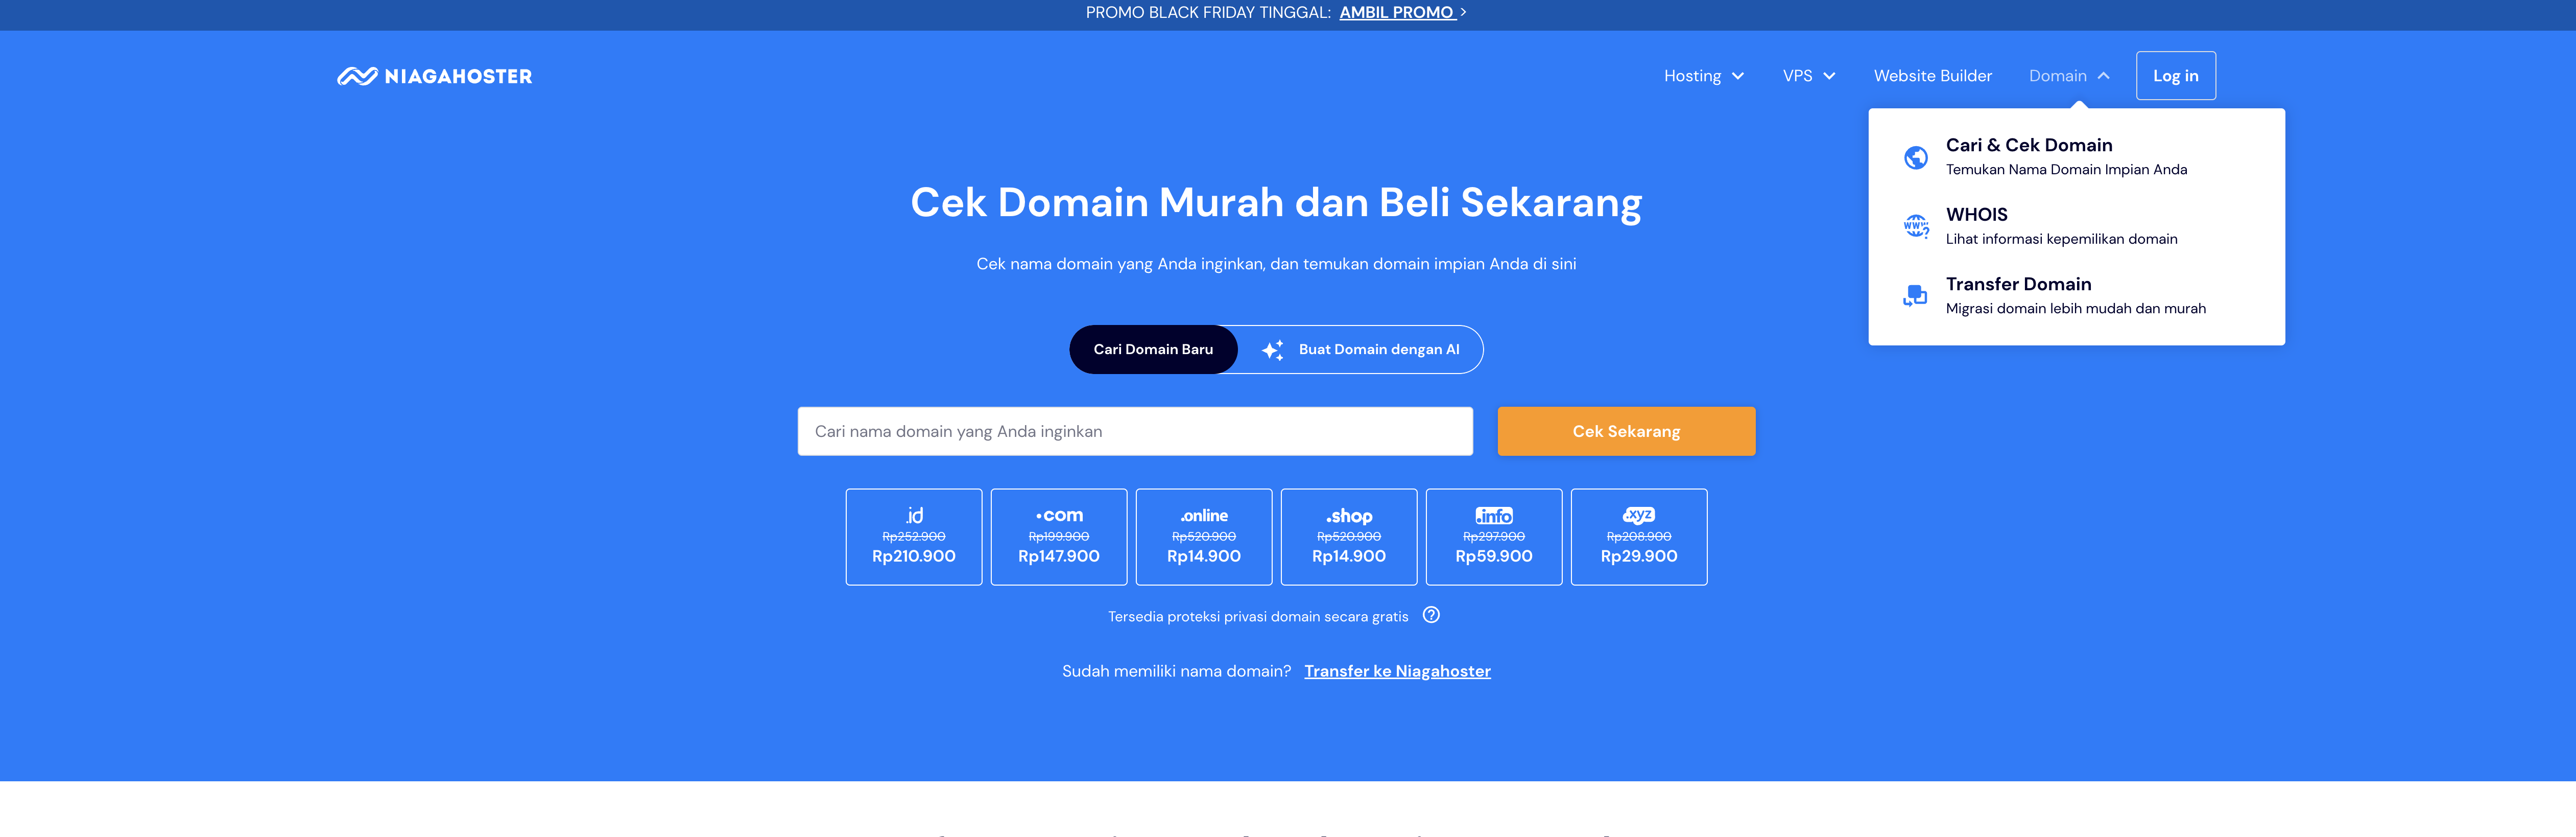 PROMO BLACK FRIDAY TINGGAL: AMBIL PROMO >
NIAGAHOSTER
Hosting
VPS
Website Builder
Domain
Log in
Cari & Cek Domain
Temukan Nama Domain Impian Anda
WHOIS
Lihat informasi kepemilikan domain
Transfer Domain
Migrasi domain lebih mudah dan murah
Cek Domain Murah dan Beli Sekarang
Cek nama domain yang Anda inginkan, dan temukan domain impian Anda di sini
Cari Domain Baru
Buat Domain dengan AI
Cari nama domain yang Anda inginkan
Cek Sekarang
.id
Rp252.900
Rp210.900
.com
Rp199.900
Rp147.900
.online
Rp520.900
Rp14.900
.shop
Rp520.900
Rp14.900
.info
Rp297.900
Rp59.900
.xyz
Rp208.900
Rp29.900
Tersedia proteksi privasi domain secara gratis
Sudah memiliki nama domain? Transfer ke Niagahoster